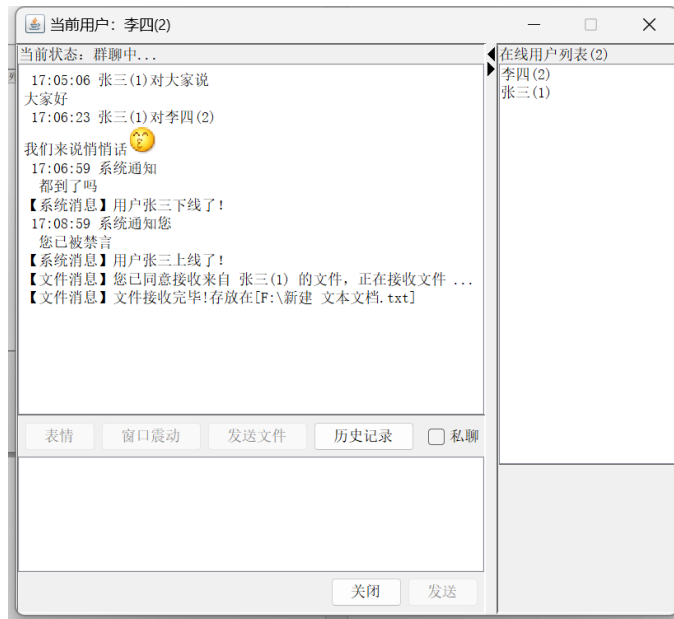 当前用户：李四(2)
当前状态：群聊中...
17:05:06 张三(1)对大家说
大家好
17:06:23 张三(1)对李四(2)
我们来说悄悄话
17:06:59 系统通知
都到了吗
【系统消息】用户张三下线了！
17:08:59 系统通知您
您已被禁言
【系统消息】用户张三上线了！
【文件消息】您已同意接收来自 张三(1) 的文件，正在接收文件 ...
【文件消息】文件接收完毕!存放在[F:\新建 文本文档.txt]
表情 窗口震动 发送文件 历史记录 私聊
关闭 发送
在线用户列表(2)
李四(2)
张三(1)